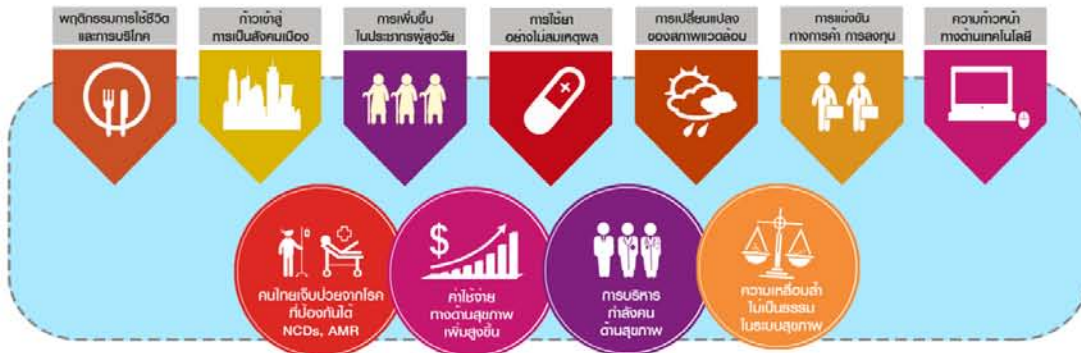 พฤติกรรมการใช้ชีวิต
และการบริโภค
ก้าวเข้าสู่
การเป็นสังคมเมือง
การเพิ่มขึ้น
ในประชากรผู้สูงวัย
การใช้ยา
อย่างไม่สมเหตุผล
การเปลี่ยนแปลง
ของสภาพแวดล้อม
การแข่งขัน
ทางการค้า การลงทุน
ความก้าวหน้า
ทางด้านเทคโนโลยี
คนไทยเจ็บป่วยจากโรค
ที่ป้องกันได้
NCDs, AMR
$
ค่าใช้จ่าย
ทางด้านสุขภาพ
เพิ่มสูงขึ้น
การบริหาร
กำลังคน
ด้านสุขภาพ
ความเหลื่อมล้ำ
ไม่เป็นธรรม
ในระบบสุขภาพ